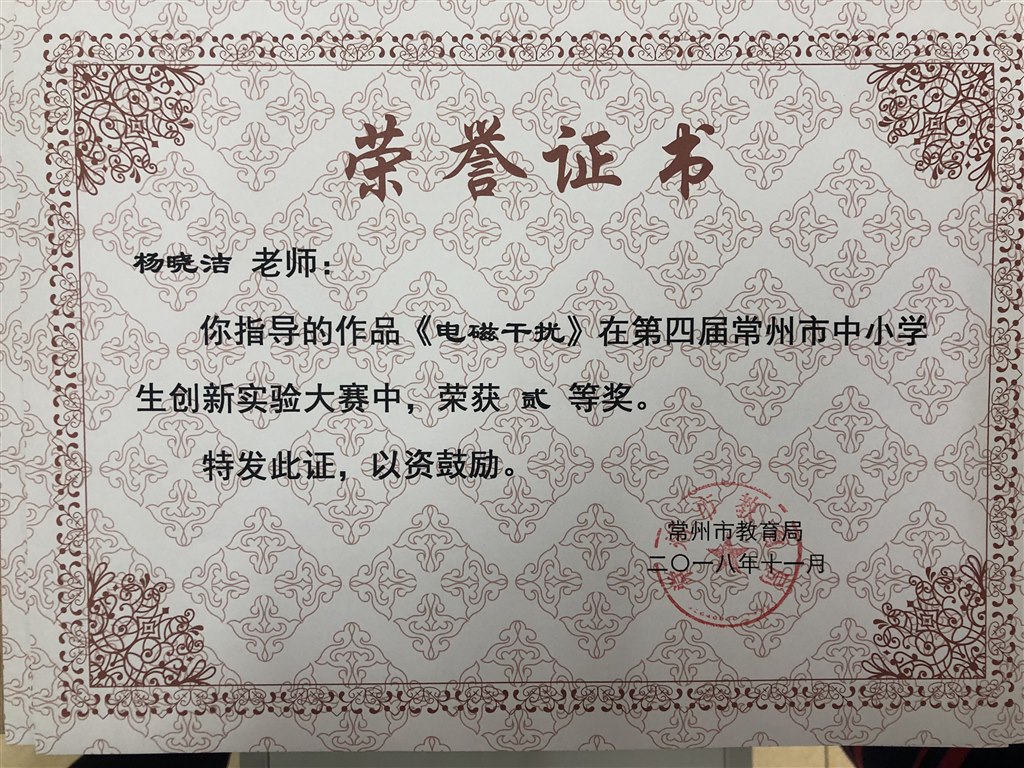 荣誉证书
杨晓洁 老师：
你指导的作品《电磁干扰》在第四届常州市中小学
生创新实验大赛中，荣获 贰 等奖。
特发此证，以资鼓励。
常州市教育局
二〇一八年十一月